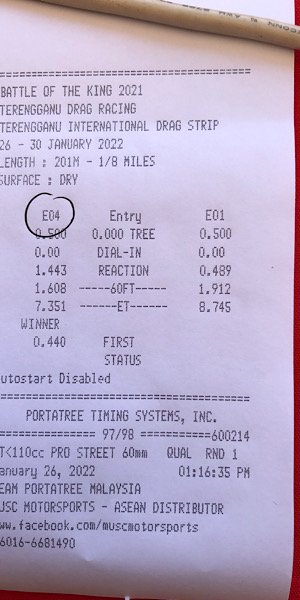 BATTLE OF THE KING 2021
TERENGGANU DRAG RACING
TERENGGANU INTERNATIONAL DRAG STRIP
26 - 30 JANUARY 2022
LENGTH : 201M - 1/8 MILES
SURFACE : DRY
E04 Entry E01
0.500 0.000 TREE 0.500
0.00 DIAL-IN 0.00
1.443 REACTION 0.489
1.608 -----60FT----- 1.912
7.351 ------ET------ 8.745
WINNER
0.440 FIRST
STATUS
utostart Disabled
PORTATREE TIMING SYSTEMS, INC.
=========== 97/98 ===========600214
T<110cc PRO STREET 60mm QUAL RND 1
anuary 26, 2022 01:16:35 PM
EAM PORTATREE MALAYSIA
USC MOTORSPORTS - ASEAN DISTRIBUTOR
ww.facebook.com/muscmotorsports
6016-6681490